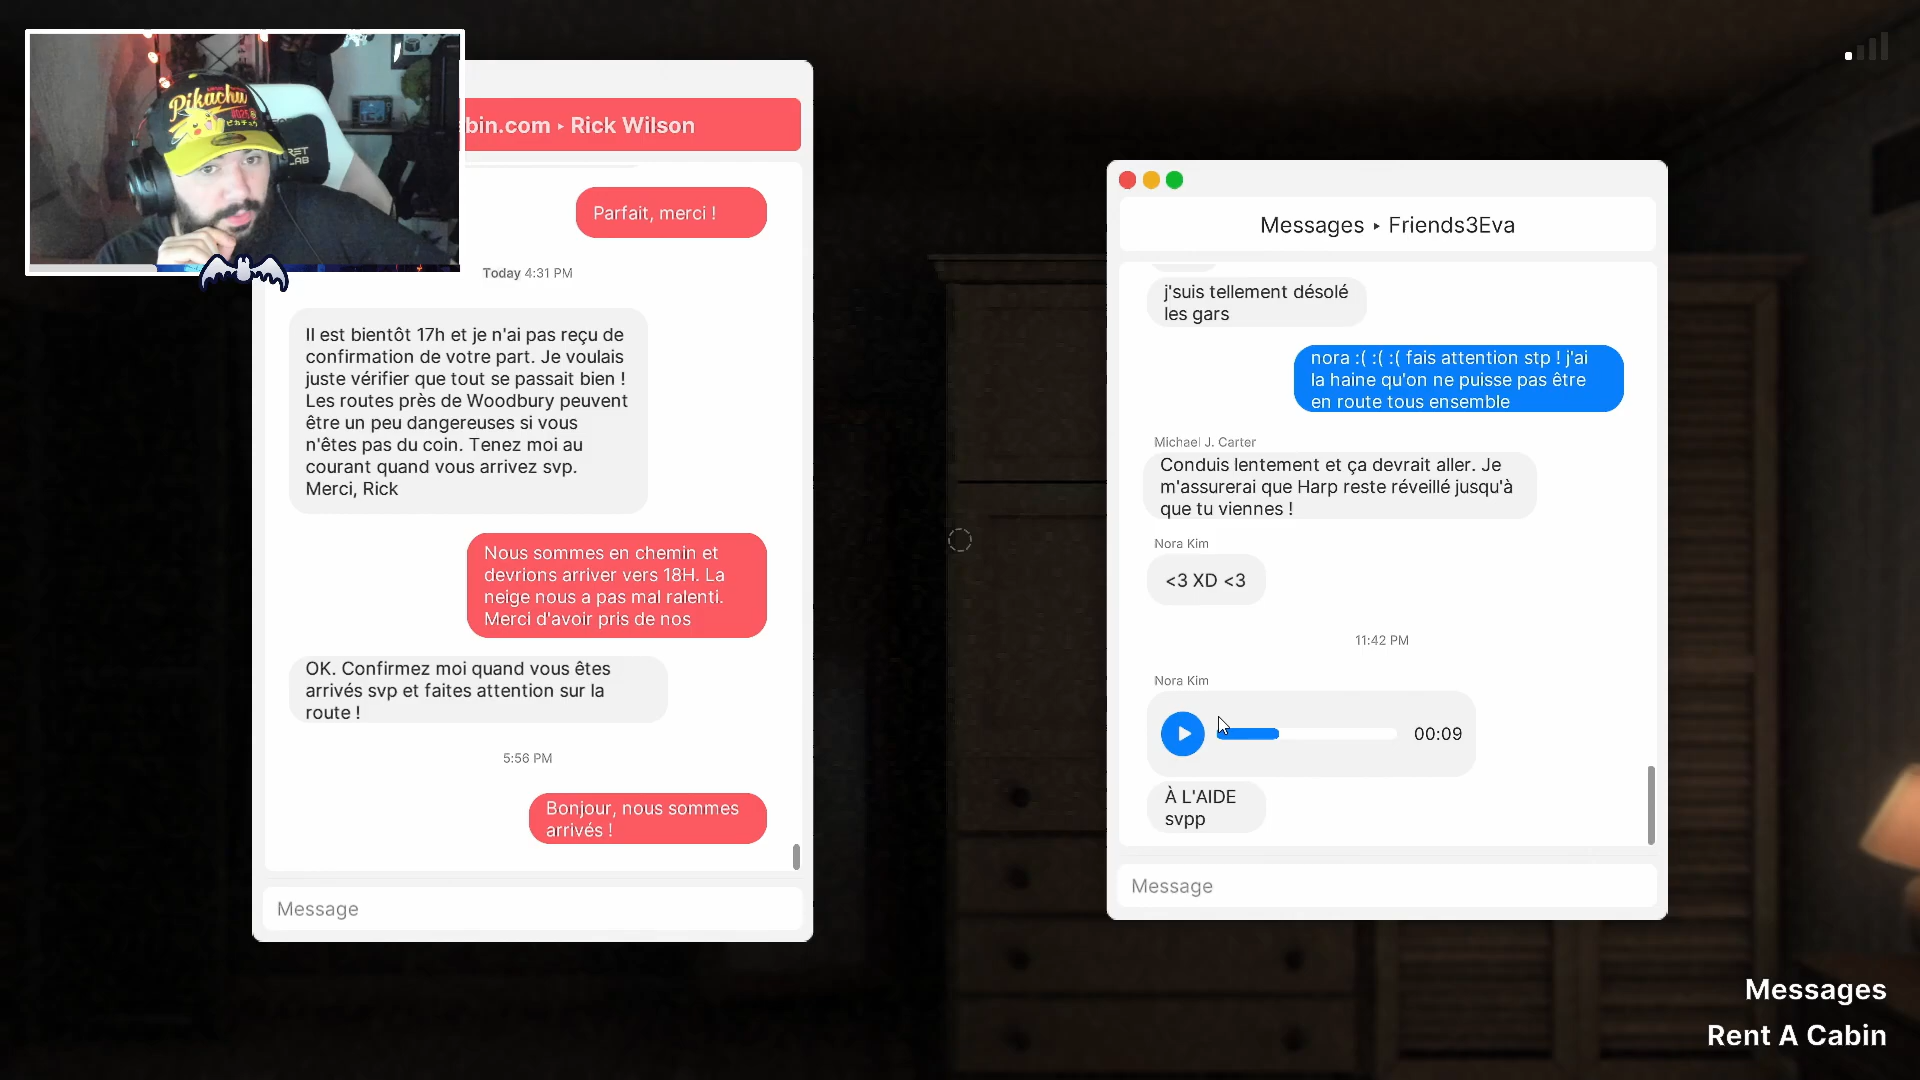 Pikachu
bin.com ▸ Rick Wilson
Parfait, merci !
Today 4:31 PM
Il est bientôt 17h et je n'ai pas reçu de
confirmation de votre part. Je voulais
juste vérifier que tout se passait bien !
Les routes près de Woodbury peuvent
être un peu dangereuses si vous
n'êtes pas du coin. Tenez moi au
courant quand vous arrivez svp.
Merci, Rick
Nous sommes en chemin et
devrions arriver vers 18H. La
neige nous a pas mal ralenti.
Merci d'avoir pris de nos
OK. Confirmez moi quand vous êtes
arrivés svp et faites attention sur la
route !
5:56 PM
Bonjour, nous sommes
arrivés !
Message
Messages ▸ Friends3Eva
j'suis tellement désolé
les gars
nora :( :( :( fais attention stp ! j'ai
la haine qu'on ne puisse pas être
en route tous ensemble
Michael J. Carter
Conduis lentement et ça devrait aller. Je
m'assurerai que Harp reste réveillé jusqu'à
que tu viennes !
Nora Kim
<3 XD <3
11:42 PM
Nora Kim
00:09
À L'AIDE
svpp
Message
Messages
Rent A Cabin